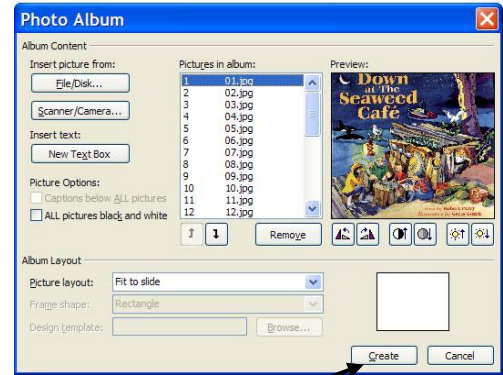 Photo Album
Album Content
Insert picture from:
File/Disk...
Scanner/Camera...
Insert text:
New Text Box
Picture Options:
Captions below ALL pictures
ALL pictures black and white
Pictures in album:
1 01.jpg
2 02.jpg
3 03.jpg
4 04.jpg
5 05.jpg
6 06.jpg
7 07.jpg
8 08.jpg
9 09.jpg
10 10.jpg
11 11.jpg
12 12.jpg
Remove
Preview:
Down
at The
Seaweed
Café
Album Layout
Picture layout: Fit to slide
Frame shape: Rectangle
Design template: Browse...
Create Cancel